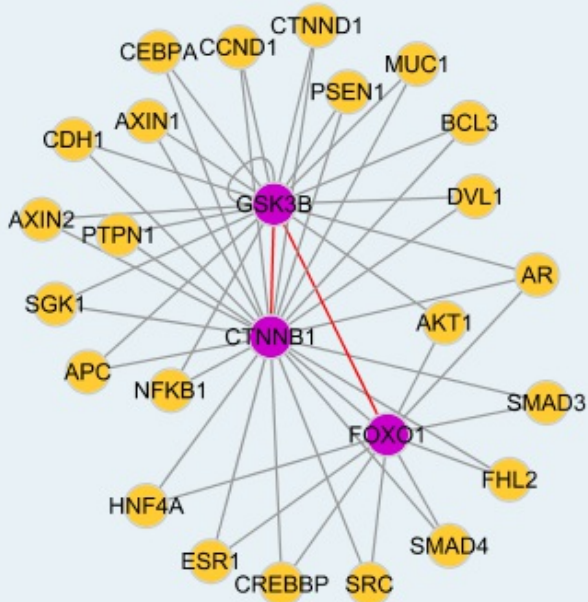 CTNND1
CEBPA
CCND1
MUC1
PSEN1
AXIN1
BCL3
CDH1
GSK3B
DVL1
AXIN2
PTPN1
AR
SGK1
AKT1
CTNNB1
APC
NFKB1
SMAD3
FOXO1
FHL2
HNF4A
SMAD4
ESR1
CREBBP
SRC